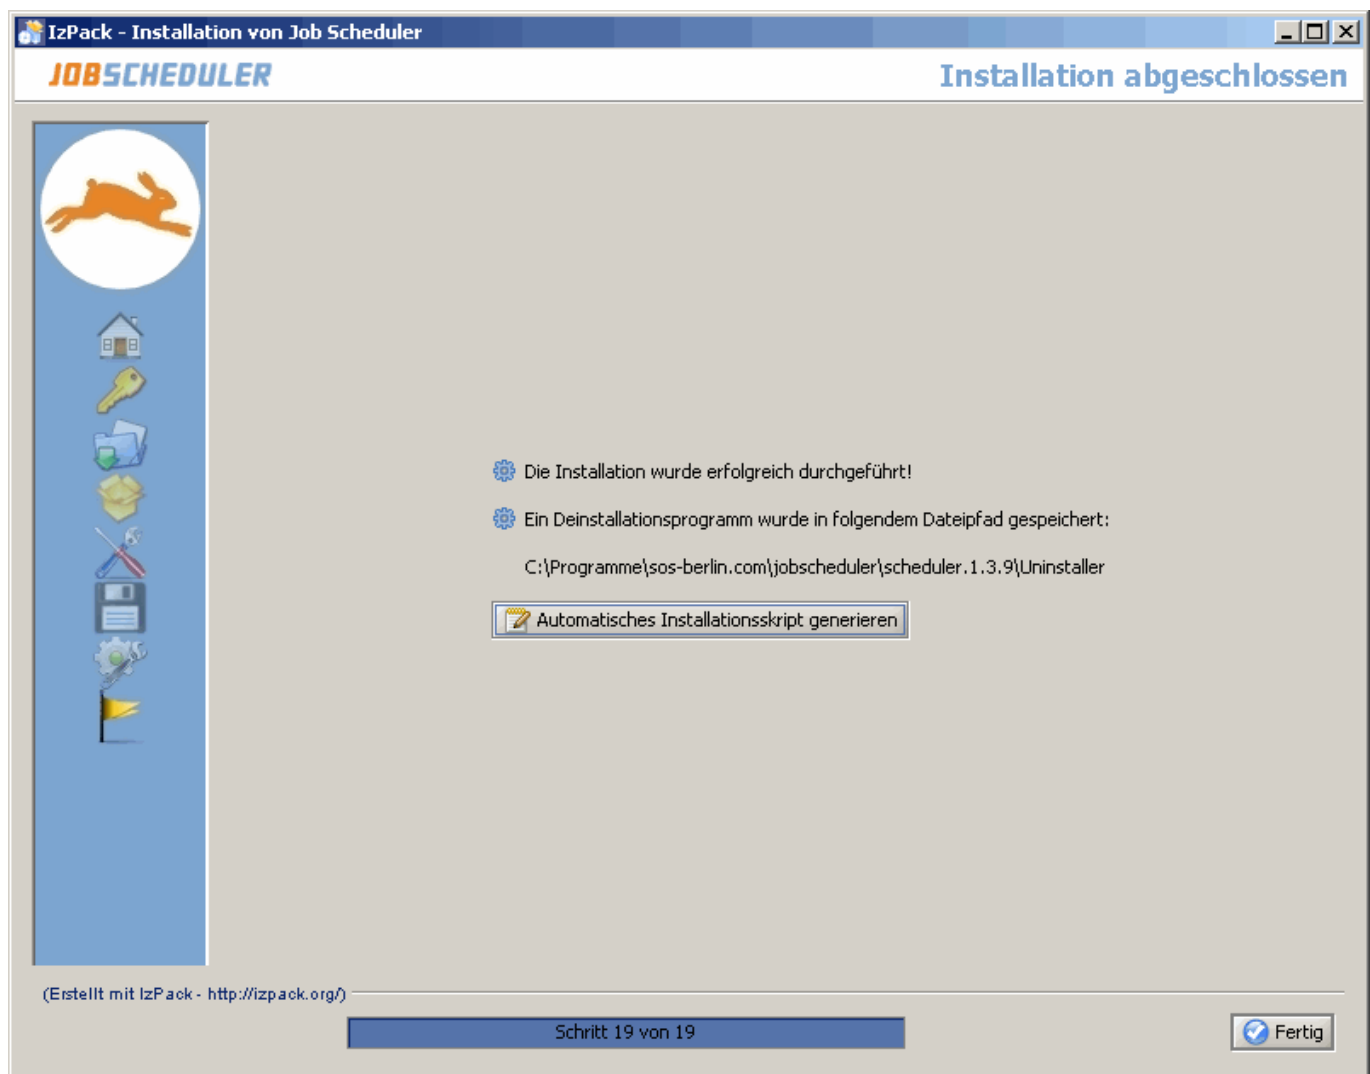 IzPack - Installation von Job Scheduler
JOBSCHEDULER
Installation abgeschlossen
Die Installation wurde erfolgreich durchgeführt!
Ein Deinstallationsprogramm wurde in folgendem Dateipfad gespeichert:
C:\Programme\sos-berlin.com\jobscheduler\scheduler.1.3.9\Uninstaller
Automatisches Installationsskript generieren
(Erstellt mit IzPack - http://izpack.org/)
Schritt 19 von 19
Fertig